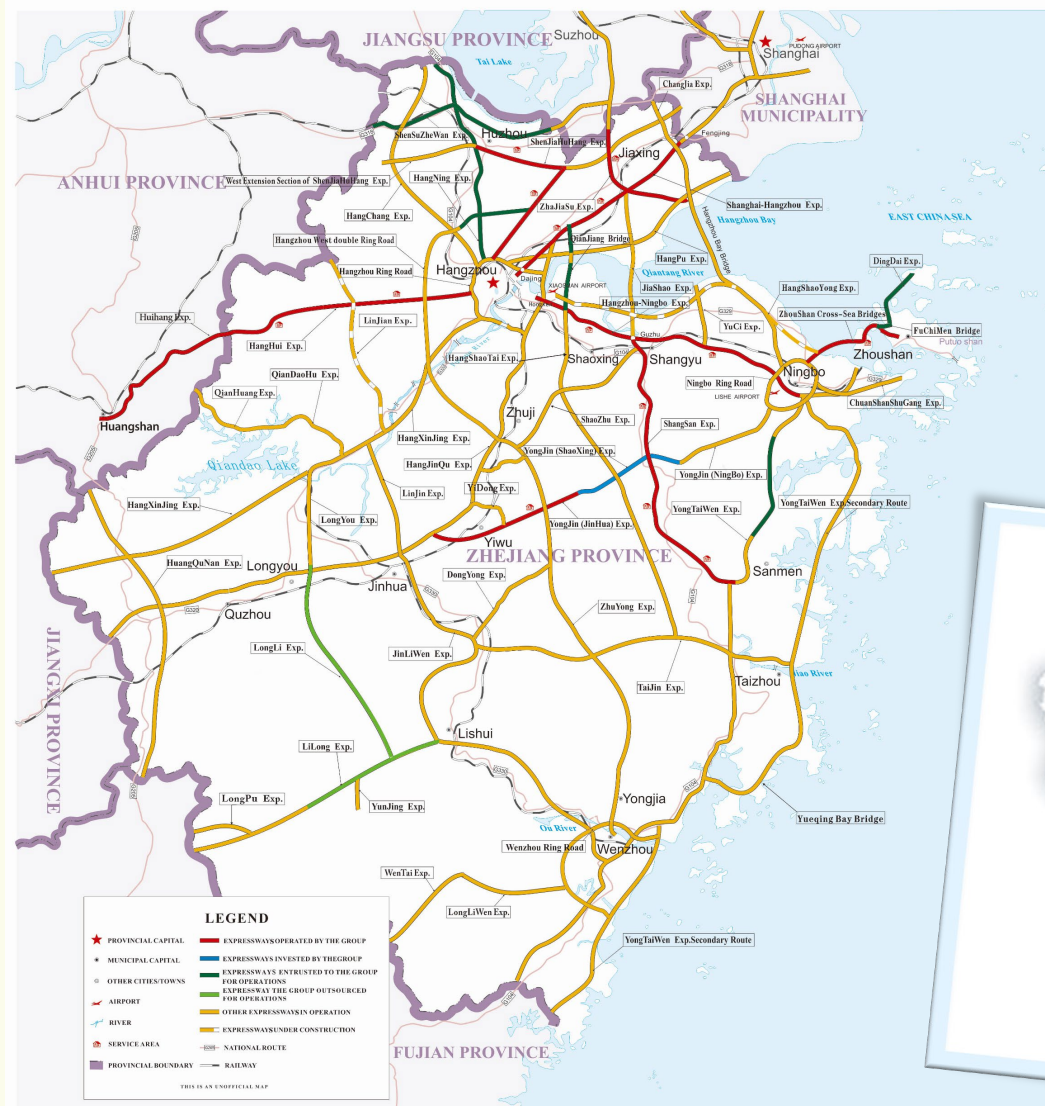 JIANGSU PROVINCE
Suzhou
Tai Lake
PUDONG AIRPORT
Shanghai
SHANGHAI
MUNICIPALITY
ChangJia Exp.
Fengjing
ShenSuZheWan Exp.
Huzhou
ShenJiaHuHang Exp.
Jiaxing
ANHUI PROVINCE
West Extension Section of ShenJiaHuHang Exp.
HangNing Exp.
ZhaJiaSu Exp.
Shanghai-Hangzhou Exp.
HangChang Exp.
Hangzhou Bay
EAST CHINA SEA
Hangzhou Bay Bridge
Hangzhou West double Ring Road
QianJiang Bridge
Hangzhou Ring Road
Hangzhou
Dajing
HangPu Exp.
Qiantang River
DingDai Exp.
XIAOSHAN AIRPORT
JiaShao Exp.
HangShaoYong Exp.
Hangzhou-Ningbo Exp.
ZhouShan Cross-Sea Bridges
Huihang Exp.
LinJian Exp.
YuCi Exp.
FuChiMen Bridge
Putuo shan
HangHui Exp.
Guzhu
HangShaoTai Exp.
Shaoxing
Shangyu
Zhoushan
Ningbo
QianDaoHu Exp.
Ningbo Ring Road
LISHE AIRPORT
QianHuang Exp.
ChuanShanShuGang Exp.
Huangshan
Zhuji
ShaoZhu Exp.
ShangSan Exp.
HangXinJing Exp.
YongJin (ShaoXing) Exp.
Qiandao Lake
HangJinQu Exp.
YongJin (NingBo) Exp.
LinJin Exp.
YiDong Exp.
HangXinJing Exp.
YongTaiWen Exp.
YongTaiWen Exp.Secondary Route
LongYou Exp.
YongJin (JinHua) Exp.
Yiwu
ZHEJIANG PROVINCE
HuangQuNan Exp.
Longyou
Sanmen
Jinhua
DongYong Exp.
Quzhou
ZhuYong Exp.
JIANGXI PROVINCE
LongLi Exp.
JinLiWen Exp.
TaiJin Exp.
Taizhou
Jiao River
Lishui
LiLong Exp.
LongPu Exp.
YunJing Exp.
Yongjia
Yueqing Bay Bridge
Ou River
Wenzhou Ring Road
Wenzhou
WenTai Exp.
LongLiWen Exp.
YongTaiWen Exp.Secondary Route
FUJIAN PROVINCE
LEGEND
PROVINCIAL CAPITAL
EXPRESSWAYS OPERATED BY THE GROUP
MUNICIPAL CAPITAL
EXPRESSWAYS INVESTED BY THEGROUP
OTHER CITIES/TOWNS
EXPRESSWAYS ENTRUSTED TO THE GROUP
FOR OPERATIONS
AIRPORT
EXPRESSWAY THE GROUP OUTSOURCED
FOR OPERATIONS
RIVER
OTHER EXPRESSWAYS IN OPERATION
SERVICE AREA
EXPRESSWAYS UNDER CONSTRUCTION
NATIONAL ROUTE
PROVINCIAL BOUNDARY
RAILWAY
THIS IS AN UNOFFICIAL MAP